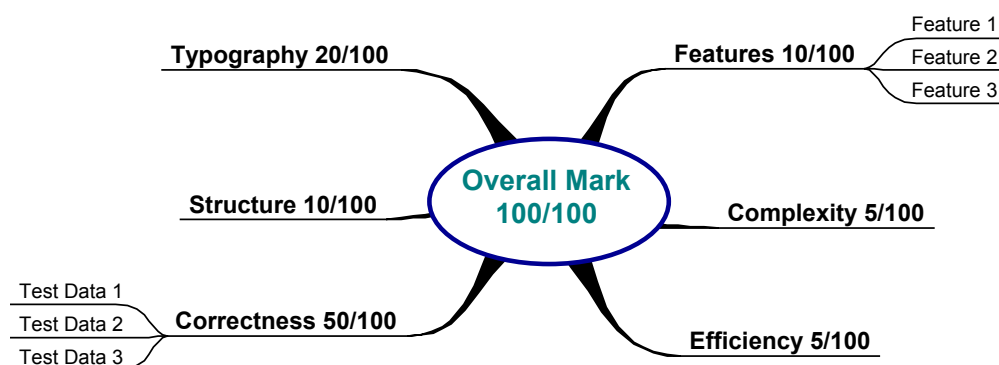 Typography 20/100
Features 10/100
Feature 1
Feature 2
Feature 3
Overall Mark
100/100
Structure 10/100
Complexity 5/100
Correctness 50/100
Test Data 1
Test Data 2
Test Data 3
Efficiency 5/100